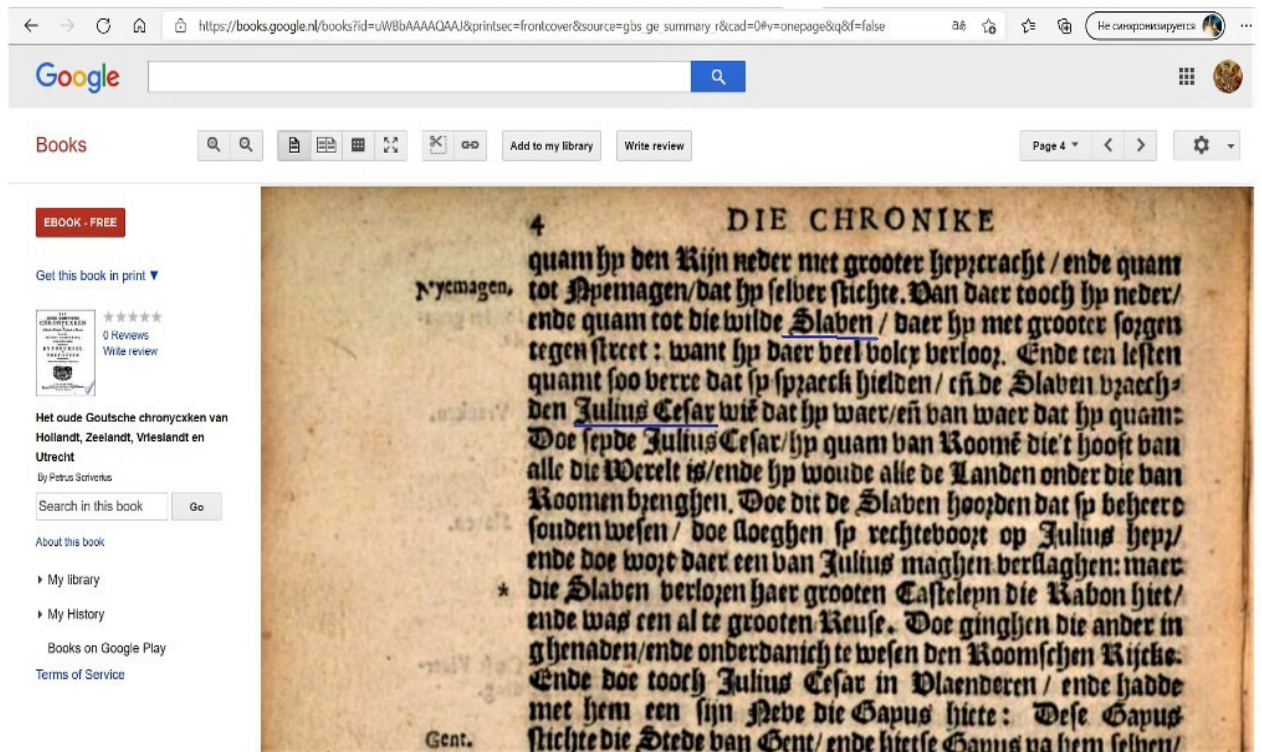 https://books.google.nl/books?id=uWBbAAAAQAAJ&printsec=frontcover&source=gbs_ge_summary_r&cad=0#v=onepage&q&f=false
Не синхронизируется
Google
Books
Add to my library
Write review
Page 4
EBOOK - FREE
Get this book in print ▼
0 Reviews
Write review
Het oude Goutsche chronycxken van
Hollandt, Zeelandt, Vrieslandt en
Utrecht
By Petrus Scriverius
Search in this book
Go
About this book
My library
My History
Books on Google Play
Terms of Service
4 DIE CHRONIKE
quam hy den Rijn neder met grooter heyrcracht / ende quam
Nyemagen,
tot Nyemagen/dat hy selver stichte. Van daer tooch hy neder/
ende quam tot die wilde Slaven / daer hy met grooter sorgen
tegen street : want hy daer veel volcx verloor. Ende ten lesten
quamt soo verre dat sy spraeck hielden / eñ de Slaven vraech-
den Julius Cesar wiē dat hy waer/eñ van waer dat hy quam:
Doe seyde Julius Cesar/hy quam van Roomē die't hooft van
alle die Werelt is/ende hy woude alle de Landen onder die van
Roomen brenghen. Doe dit de Slaven hoorden dat sy beheert
souden wesen / doe sloeghen sy rechtevoort op Julius heyr/
ende doe wort daer een van Julius maghen verslaghen: maer
* die Slaven verlozen haer grooten Casteleyn die Rabon hiet/
ende was een al te grooten Reuse. Doe ginghen die ander in
ghenaden/ende onderdanich te wesen den Roomschen Rijcke.
Ende doe tooch Julius Cesar in Vlaenderen / ende hadde
met hem een sijn Neve die Gapus hiete : Dese Gapus
Gent.
stichte die Stede van Gent/ ende hietse Gapus na hem selver/